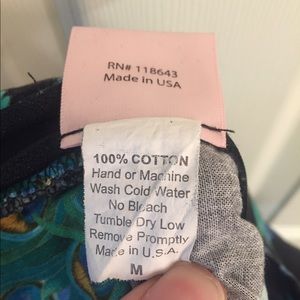 RN# 118643
Made in USA
100% COTTON
Hand or Machine
Wash Cold Water
No Bleach
Tumble Dry Low
Remove Promptly
Made in U.S.A.
M